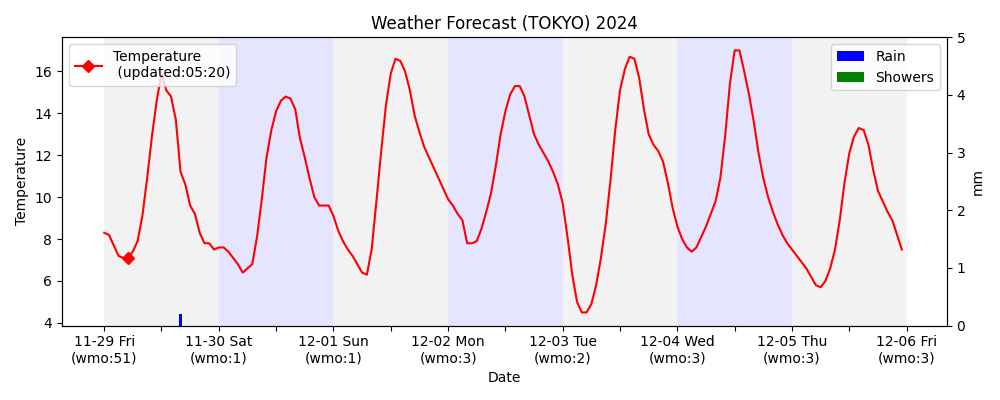 Weather Forecast (TOKYO) 2024
Temperature
(updated:05:20)
Rain
Showers
16
14
12
10
8
6
4
Temperature
5
4
3
2
1
0
mm
11-29 Fri
(wmo:51)
11-30 Sat
(wmo:1)
12-01 Sun
(wmo:1)
12-02 Mon
(wmo:3)
12-03 Tue
(wmo:2)
12-04 Wed
(wmo:3)
12-05 Thu
(wmo:3)
12-06 Fri
(wmo:3)
Date